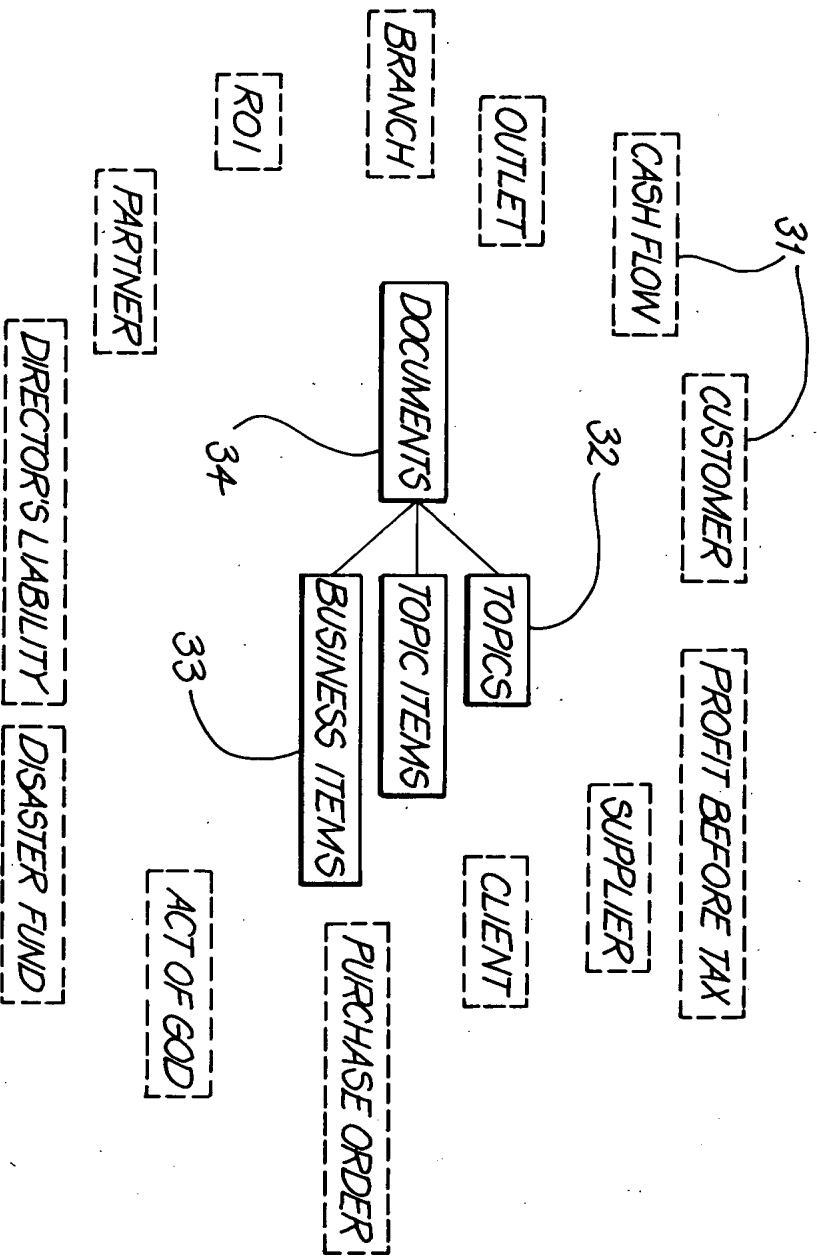 31
CUSTOMER
PROFIT BEFORE TAX
CASH FLOW
SUPPLIER
32
OUTLET
TOPICS
CLIENT
BRANCH
DOCUMENTS
TOPIC ITEMS
PURCHASE ORDER
BUSINESS ITEMS
ROI
34
33
ACT OF GOD
PARTNER
DIRECTOR'S LIABILITY
DISASTER FUND